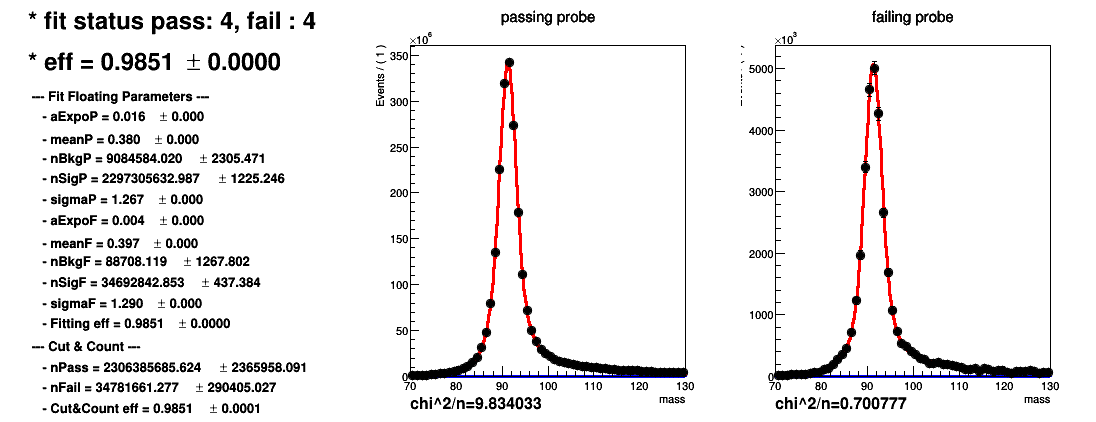 * fit status pass: 4, fail : 4
* eff = 0.9851 ± 0.0000
--- Fit Floating Parameters ---
- aExpoP = 0.016 ± 0.000
- meanP = 0.380 ± 0.000
- nBkgP = 9084584.020 ± 2305.471
- nSigP = 2297305632.987 ± 1225.246
- sigmaP = 1.267 ± 0.000
- aExpoF = 0.004 ± 0.000
- meanF = 0.397 ± 0.000
- nBkgF = 88708.119 ± 1267.802
- nSigF = 34692842.853 ± 437.384
- sigmaF = 1.290 ± 0.000
- Fitting eff = 0.9851 ± 0.0000
--- Cut & Count ---
- nPass = 2306385685.624 ± 2365958.091
- nFail = 34781661.277 ± 290405.027
- Cut&Count eff = 0.9851 ± 0.0001
passing probe
×10^6
Events / ( 1 )
350
300
250
200
150
100
50
0
70 80 90 100 110 120 130
mass
chi^2/n=9.834033
failing probe
×10^3
5000
4000
3000
2000
1000
0
70 80 90 100 110 120 130
mass
chi^2/n=0.700777